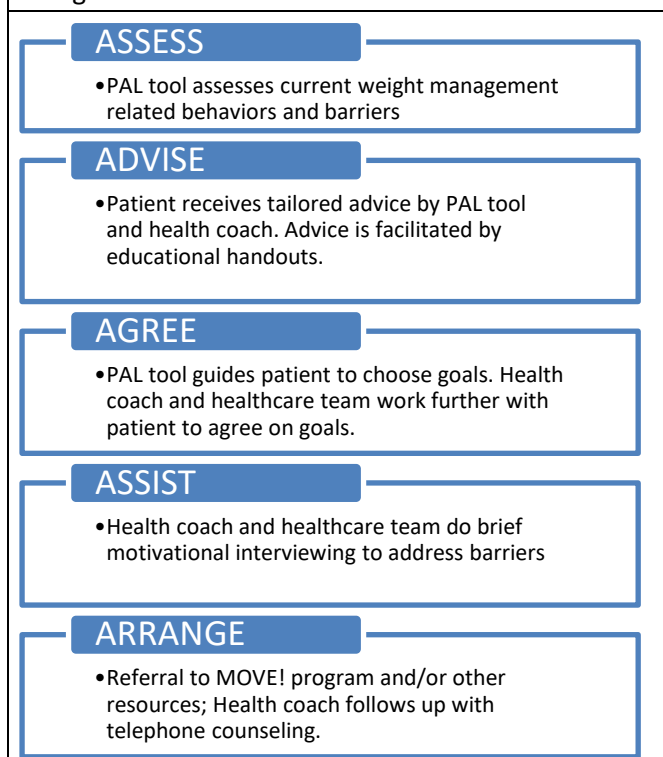 ASSESS
•PAL tool assesses current weight management
related behaviors and barriers
ADVISE
•Patient receives tailored advice by PAL tool
and health coach. Advice is facilitated by
educational handouts.
AGREE
•PAL tool guides patient to choose goals. Health
coach and healthcare team work further with
patient to agree on goals.
ASSIST
•Health coach and healthcare team do brief
motivational interviewing to address barriers
ARRANGE
•Referral to MOVE! program and/or other
resources; Health coach follows up with
telephone counseling.